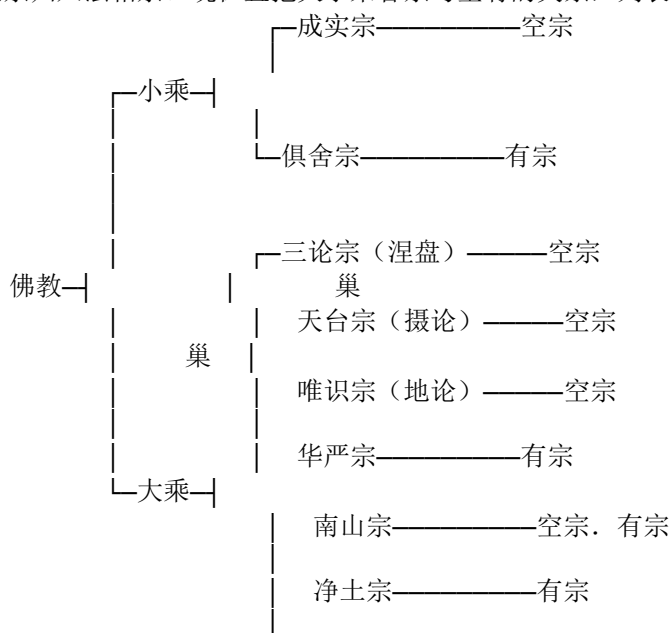 成实宗—————————空宗
小乘
俱舍宗—————————有宗
三论宗（涅盘）—————空宗
佛教
巢
天台宗（摄论）—————空宗
巢
唯识宗（地论）—————空宗
华严宗—————————有宗
大乘
南山宗—————————空宗．有宗
净土宗—————————有宗